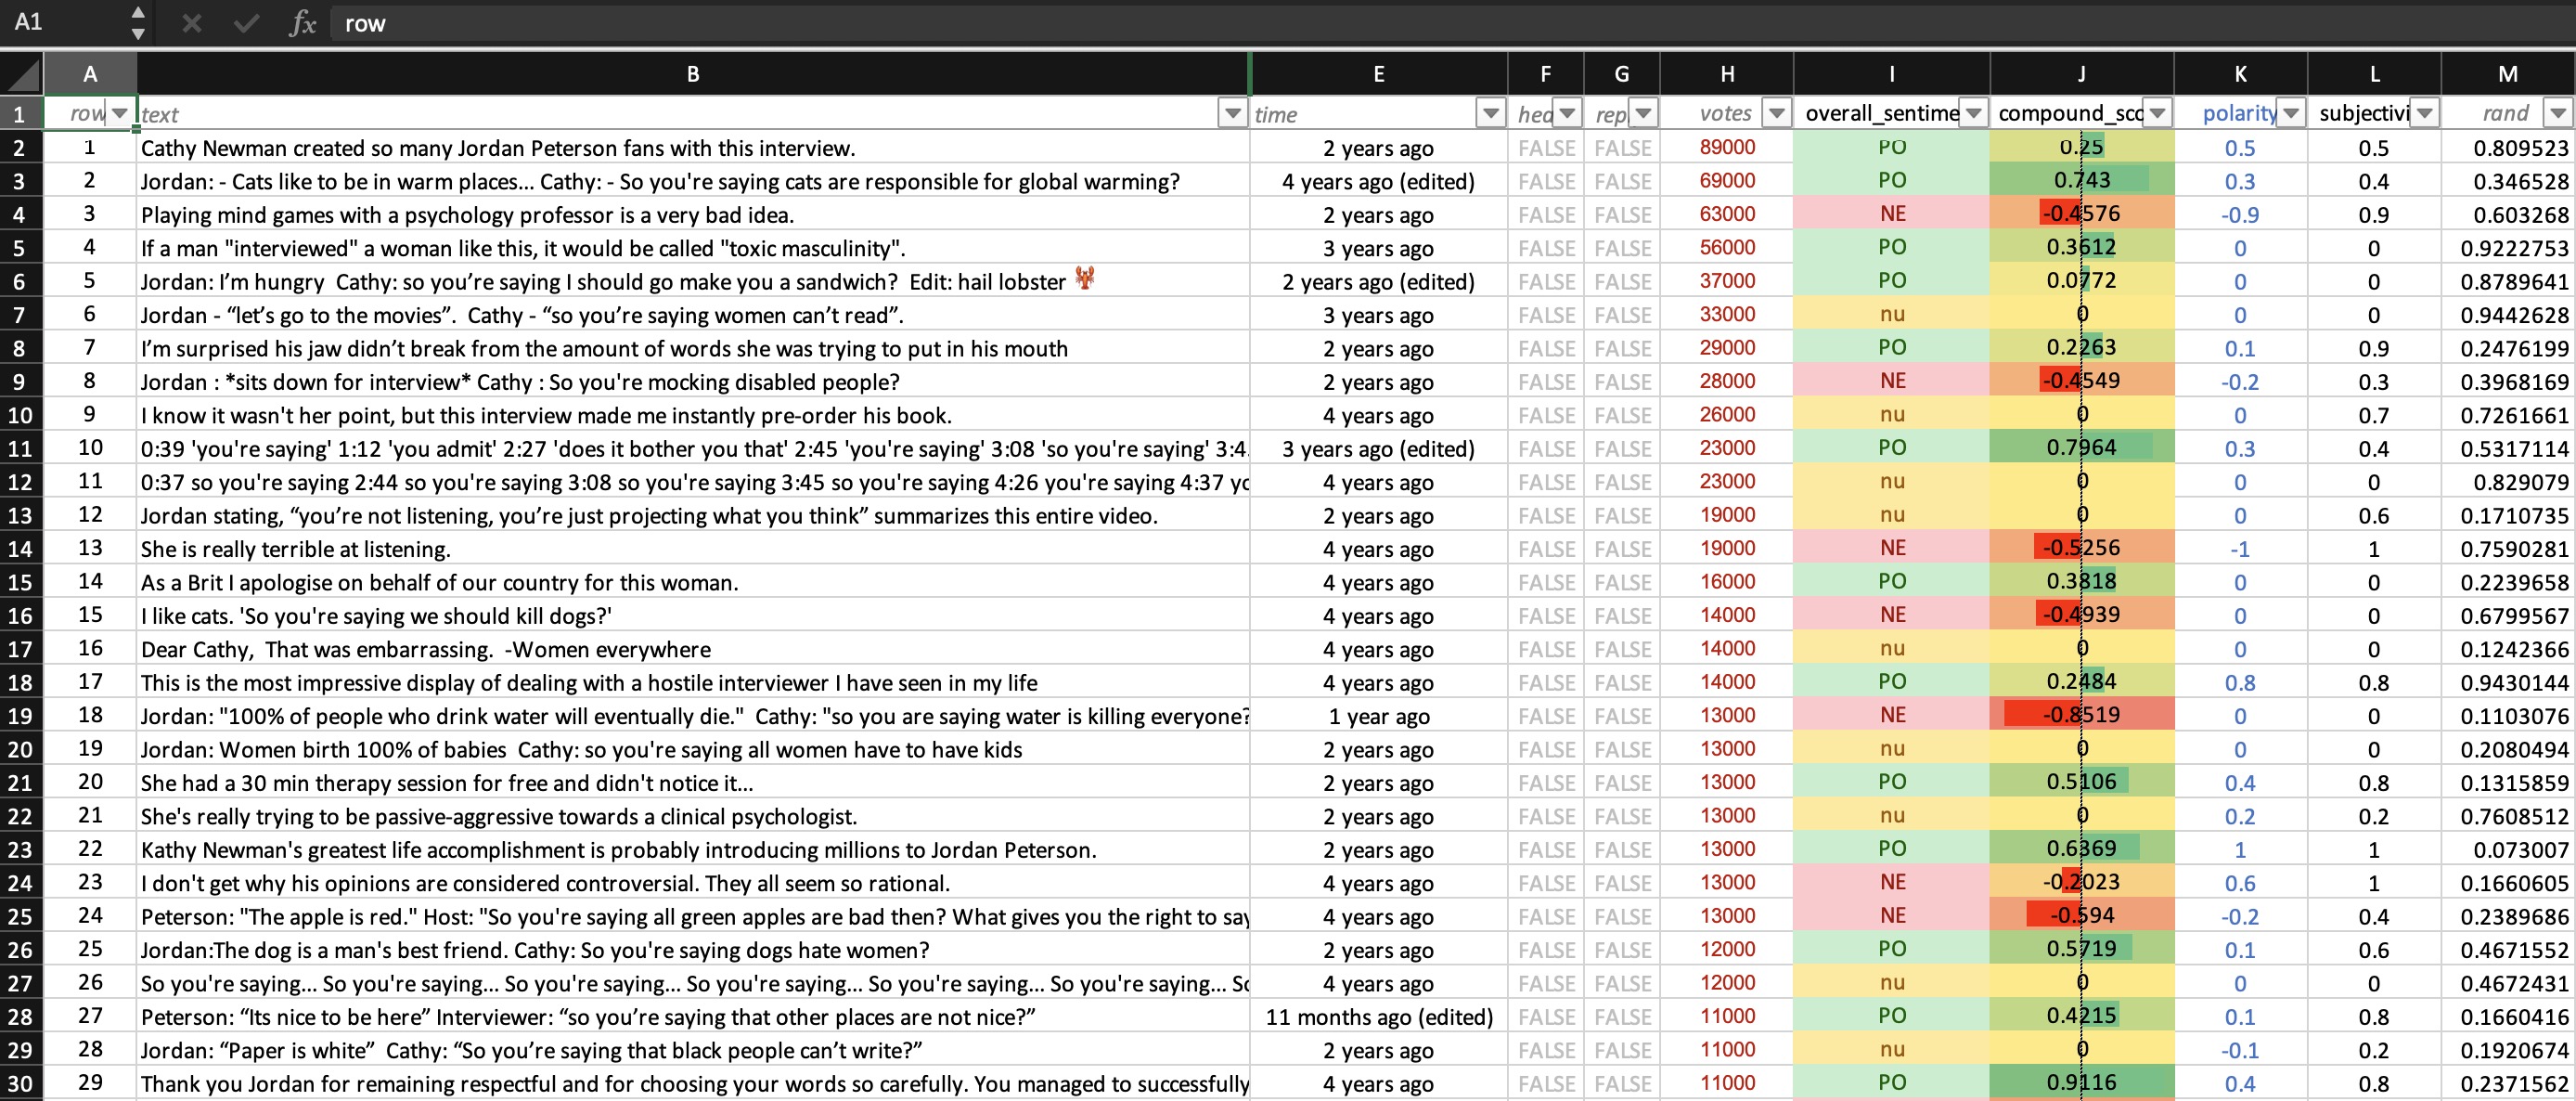 A1 fx row
A B E F G H I J K L M
1 row text time hea rep votes overall_sentime compound_sco polarity subjectivi rand
2 1 Cathy Newman created so many Jordan Peterson fans with this interview. 2 years ago FALSE FALSE 89000 PO 0.25 0.5 0.5 0.809523
3 2 Jordan: - Cats like to be in warm places... Cathy: - So you're saying cats are responsible for global warming? 4 years ago (edited) FALSE FALSE 69000 PO 0.743 0.3 0.4 0.346528
4 3 Playing mind games with a psychology professor is a very bad idea. 2 years ago FALSE FALSE 63000 NE -0.4576 -0.9 0.9 0.603268
5 4 If a man "interviewed" a woman like this, it would be called "toxic masculinity". 3 years ago FALSE FALSE 56000 PO 0.3612 0 0 0.9222753
6 5 Jordan: I’m hungry  Cathy: so you’re saying I should go make you a sandwich?  Edit: hail lobster 🦞 2 years ago (edited) FALSE FALSE 37000 PO 0.0772 0 0 0.8789641
7 6 Jordan - “let’s go to the movies”.  Cathy - “so you’re saying women can’t read”. 3 years ago FALSE FALSE 33000 nu 0 0 0 0.9442628
8 7 I’m surprised his jaw didn’t break from the amount of words she was trying to put in his mouth 2 years ago FALSE FALSE 29000 PO 0.2263 0.1 0.9 0.2476199
9 8 Jordan : *sits down for interview* Cathy : So you're mocking disabled people? 2 years ago FALSE FALSE 28000 NE -0.4549 -0.2 0.3 0.3968169
10 9 I know it wasn't her point, but this interview made me instantly pre-order his book. 4 years ago FALSE FALSE 26000 nu 0 0 0.7 0.7261661
11 10 0:39 'you're saying' 1:12 'you admit' 2:27 'does it bother you that' 2:45 'you're saying' 3:08 'so you're saying' 3:4 3 years ago (edited) FALSE FALSE 23000 PO 0.7964 0.3 0.4 0.5317114
12 11 0:37 so you're saying 2:44 so you're saying 3:08 so you're saying 3:45 so you're saying 4:26 you're saying 4:37 yo 4 years ago FALSE FALSE 23000 nu 0 0 0 0.829079
13 12 Jordan stating, “you’re not listening, you’re just projecting what you think” summarizes this entire video. 2 years ago FALSE FALSE 19000 nu 0 0 0.6 0.1710735
14 13 She is really terrible at listening. 4 years ago FALSE FALSE 19000 NE -0.5256 -1 1 0.7590281
15 14 As a Brit I apologise on behalf of our country for this woman. 4 years ago FALSE FALSE 16000 PO 0.3818 0 0 0.2239658
16 15 I like cats. 'So you're saying we should kill dogs?' 4 years ago FALSE FALSE 14000 NE -0.4939 0 0 0.6799567
17 16 Dear Cathy,  That was embarrassing.  -Women everywhere 4 years ago FALSE FALSE 14000 nu 0 0 0 0.1242366
18 17 This is the most impressive display of dealing with a hostile interviewer I have seen in my life 4 years ago FALSE FALSE 14000 PO 0.2484 0.8 0.8 0.9430144
19 18 Jordan: "100% of people who drink water will eventually die."  Cathy: "so you are saying water is killing everyone? 1 year ago FALSE FALSE 13000 NE -0.8519 0 0 0.1103076
20 19 Jordan: Women birth 100% of babies  Cathy: so you're saying all women have to have kids 2 years ago FALSE FALSE 13000 nu 0 0 0 0.2080494
21 20 She had a 30 min therapy session for free and didn't notice it... 2 years ago FALSE FALSE 13000 PO 0.5106 0.4 0.8 0.1315859
22 21 She's really trying to be passive-aggressive towards a clinical psychologist. 2 years ago FALSE FALSE 13000 nu 0 0.2 0.2 0.7608512
23 22 Kathy Newman's greatest life accomplishment is probably introducing millions to Jordan Peterson. 2 years ago FALSE FALSE 13000 PO 0.6369 1 1 0.073007
24 23 I don't get why his opinions are considered controversial. They all seem so rational. 4 years ago FALSE FALSE 13000 NE -0.2023 0.6 1 0.1660605
25 24 Peterson: "The apple is red." Host: "So you're saying all green apples are bad then? What gives you the right to say 4 years ago FALSE FALSE 13000 NE -0.594 -0.2 0.4 0.2389686
26 25 Jordan:The dog is a man's best friend. Cathy: So you're saying dogs hate women? 2 years ago FALSE FALSE 12000 PO 0.5719 0.1 0.6 0.4671552
27 26 So you're saying... So you're saying... So you're saying... So you're saying... So you're saying... So you're saying... So 4 years ago FALSE FALSE 12000 nu 0 0 0 0.4672431
28 27 Peterson: “Its nice to be here” Interviewer: “so you’re saying that other places are not nice?” 11 months ago (edited) FALSE FALSE 11000 PO 0.4215 0.1 0.8 0.1660416
29 28 Jordan: “Paper is white”  Cathy: “So you’re saying that black people can’t write?” 2 years ago FALSE FALSE 11000 nu 0 -0.1 0.2 0.1920674
30 29 Thank you Jordan for remaining respectful and for choosing your words so carefully. You managed to successfully 4 years ago FALSE FALSE 11000 PO 0.9116 0.4 0.8 0.2371562